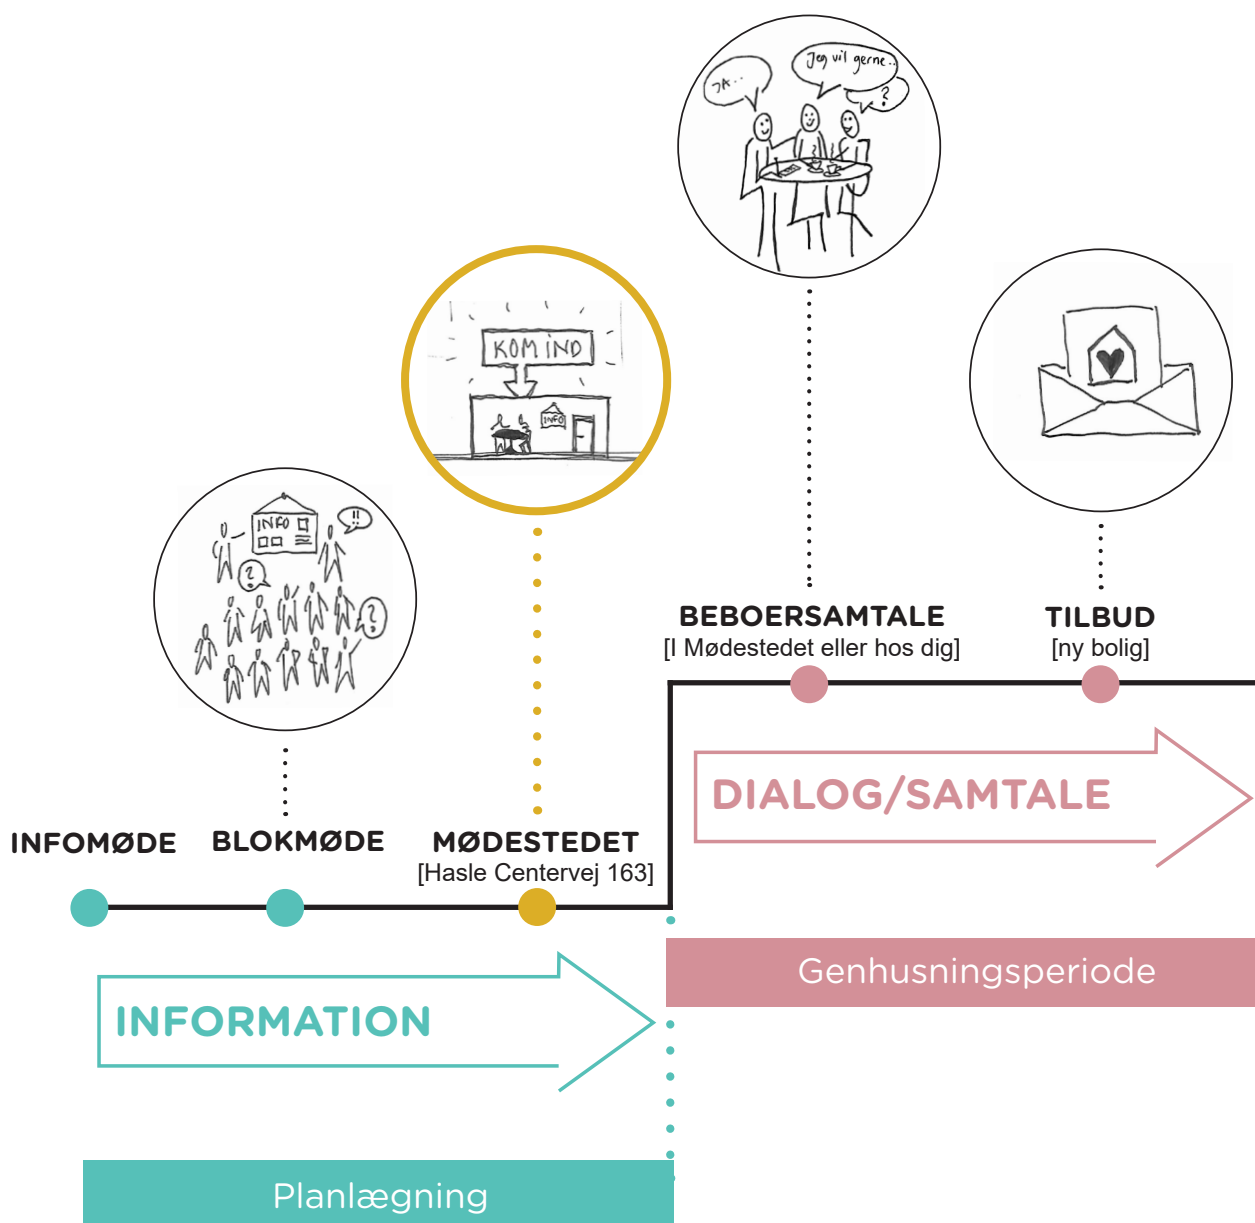 JA..
Jeg vil gerne..
?
KOM IND
INFO
INFO
!!
?
?
BEBOERSAMTALE
[I Mødestedet eller hos dig]
TILBUD
[ny bolig]
DIALOG/SAMTALE
INFOMØDE
BLOKMØDE
MØDESTEDET
[Hasle Centervej 163]
Genhusningsperiode
INFORMATION
Planlægning